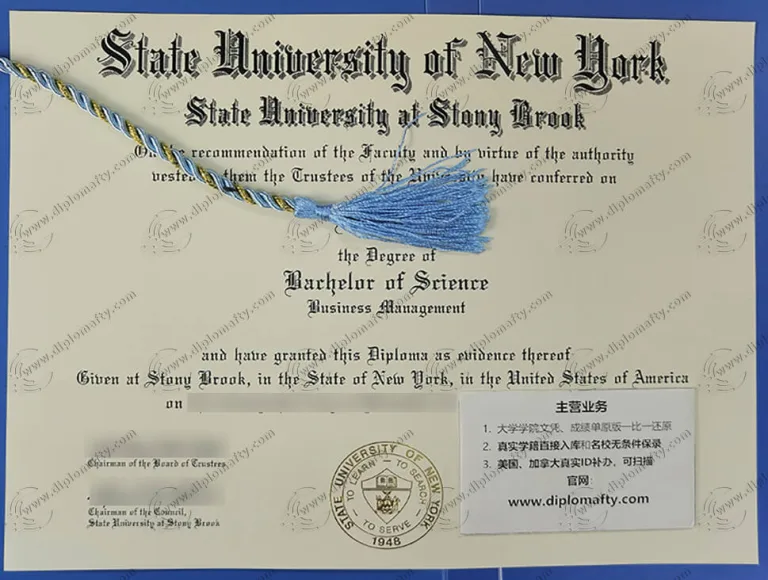 State University of New York
State University at Stony Brook
On the recommendation of the Faculty and by virtue of the authority
vested them the Trustees of the University have conferred on
the Degree of
Bachelor of Science
Business Management
and have granted this Diploma as evidence thereof
Given at Stony Brook, in the State of New York, in the United States of America
on
Chairman of the Board of Trustees
Chairman of the Council,
State University at Stony Brook
STATE UNIVERSITY OF NEW YORK
TO LEARN TO SEARCH
TO SERVE
1948
主营业务
1. 大学学院文凭、成绩单原版一比一还原
2. 真实学籍直接入库和名校无条件保录
3. 美国、加拿大真实ID补办,可扫描
官网
www.diplomafty.com
www.diplomafty.com